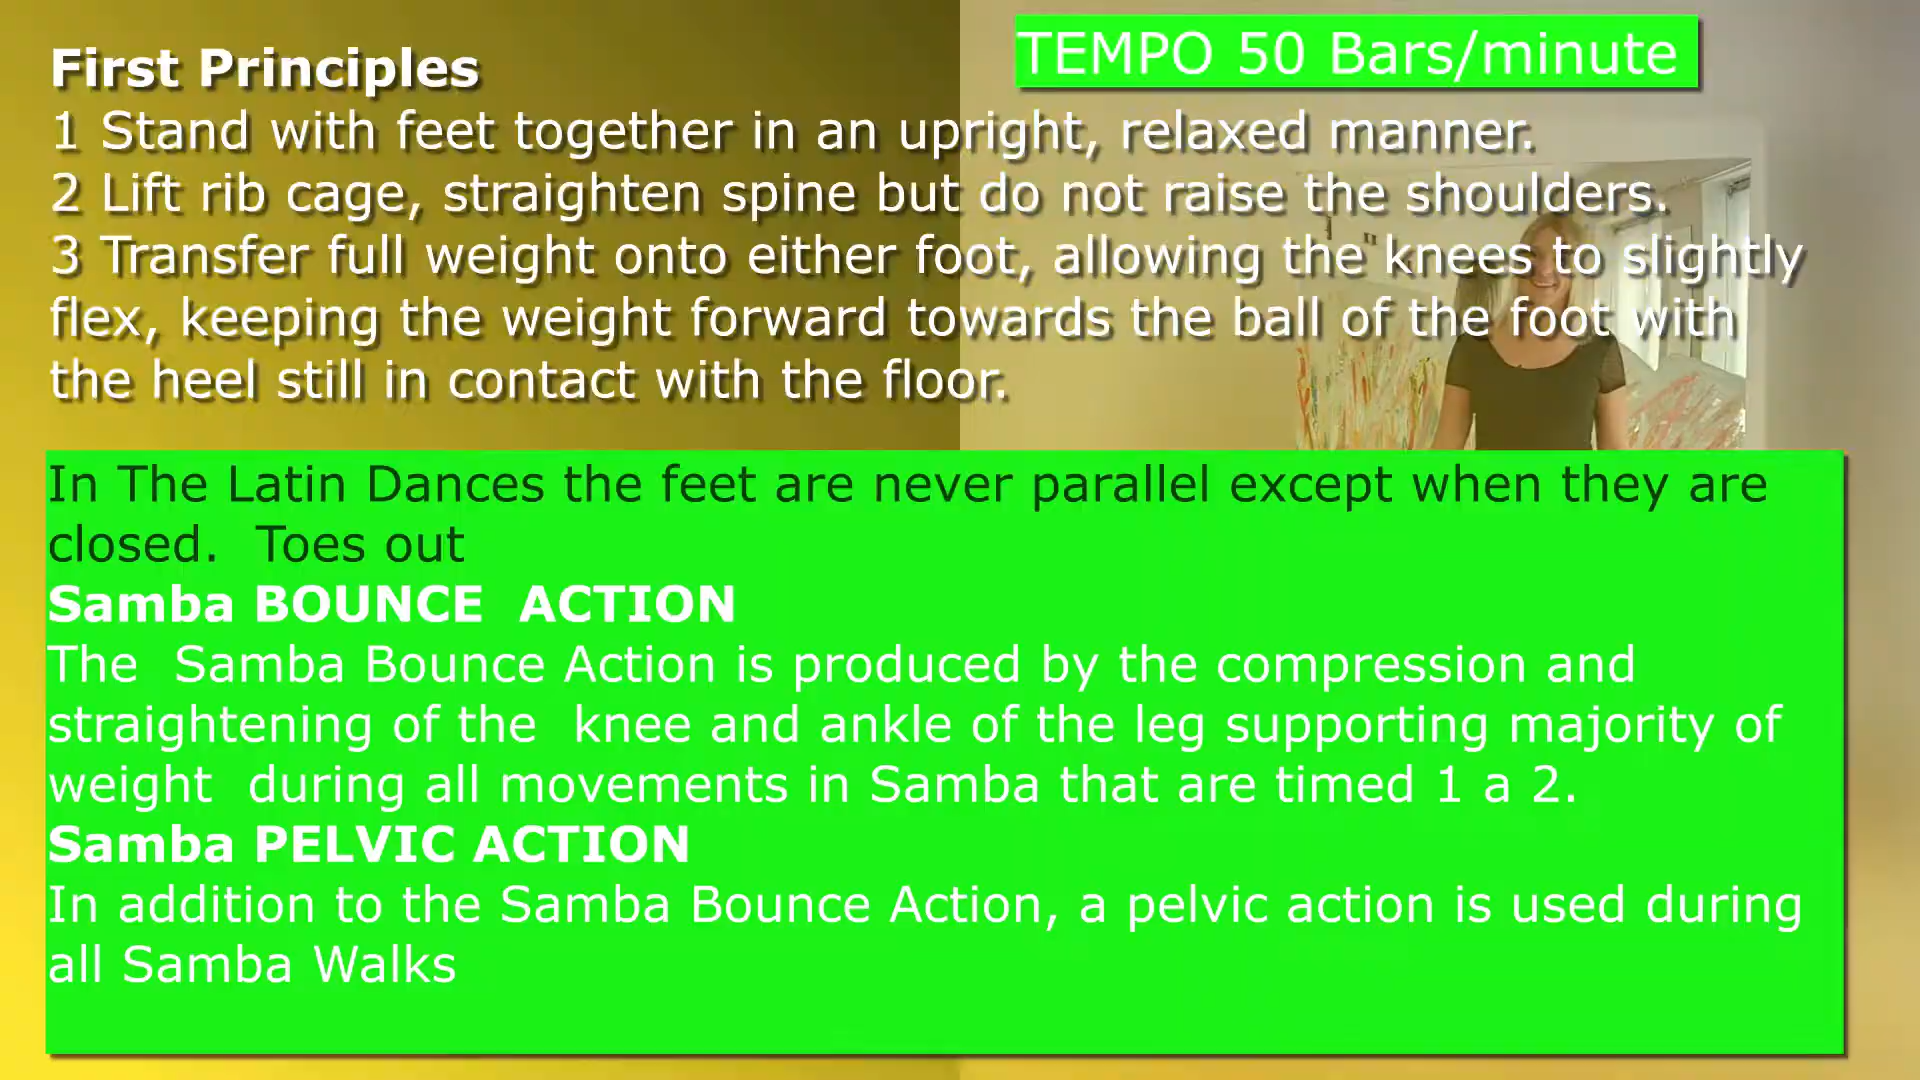 TEMPO 50 Bars/minute
First Principles
1 Stand with feet together in an upright, relaxed manner.
2 Lift rib cage, straighten spine but do not raise the shoulders.
3 Transfer full weight onto either foot, allowing the knees to slightly
flex, keeping the weight forward towards the ball of the foot with
the heel still in contact with the floor.
In The Latin Dances the feet are never parallel except when they are
closed.  Toes out
Samba BOUNCE  ACTION
The  Samba Bounce Action is produced by the compression and
straightening of the  knee and ankle of the leg supporting majority of
weight  during all movements in Samba that are timed 1 a 2.
Samba PELVIC ACTION
In addition to the Samba Bounce Action, a pelvic action is used during
all Samba Walks